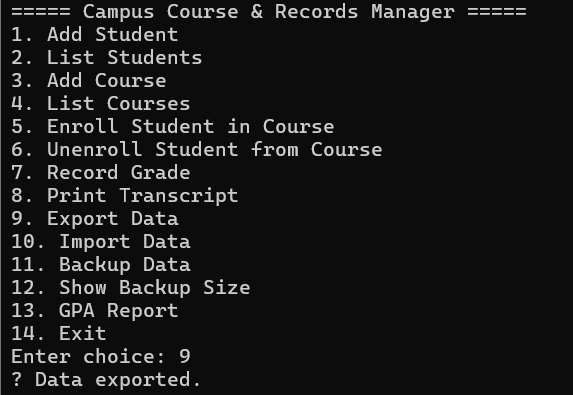 ===== Campus Course & Records Manager =====
1. Add Student
2. List Students
3. Add Course
4. List Courses
5. Enroll Student in Course
6. Unenroll Student from Course
7. Record Grade
8. Print Transcript
9. Export Data
10. Import Data
11. Backup Data
12. Show Backup Size
13. GPA Report
14. Exit
Enter choice: 9
? Data exported.